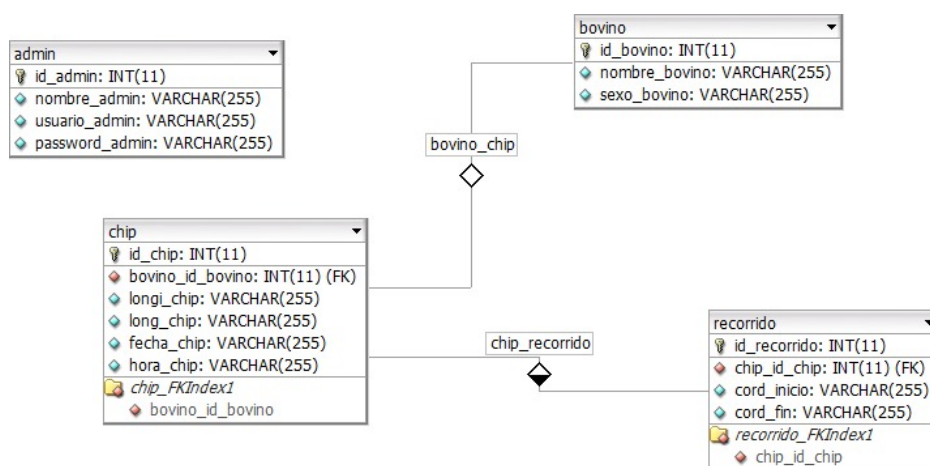 admin
id_admin: INT(11)
nombre_admin: VARCHAR(255)
usuario_admin: VARCHAR(255)
password_admin: VARCHAR(255)
bovino
id_bovino: INT(11)
nombre_bovino: VARCHAR(255)
sexo_bovino: VARCHAR(255)
bovino_chip
chip
id_chip: INT(11)
bovino_id_bovino: INT(11) (FK)
longi_chip: VARCHAR(255)
long_chip: VARCHAR(255)
fecha_chip: VARCHAR(255)
hora_chip: VARCHAR(255)
chip_FKIndex1
bovino_id_bovino
chip_recorrido
recorrido
id_recorrido: INT(11)
chip_id_chip: INT(11) (FK)
cord_inicio: VARCHAR(255)
cord_fin: VARCHAR(255)
recorrido_FKIndex1
chip_id_chip